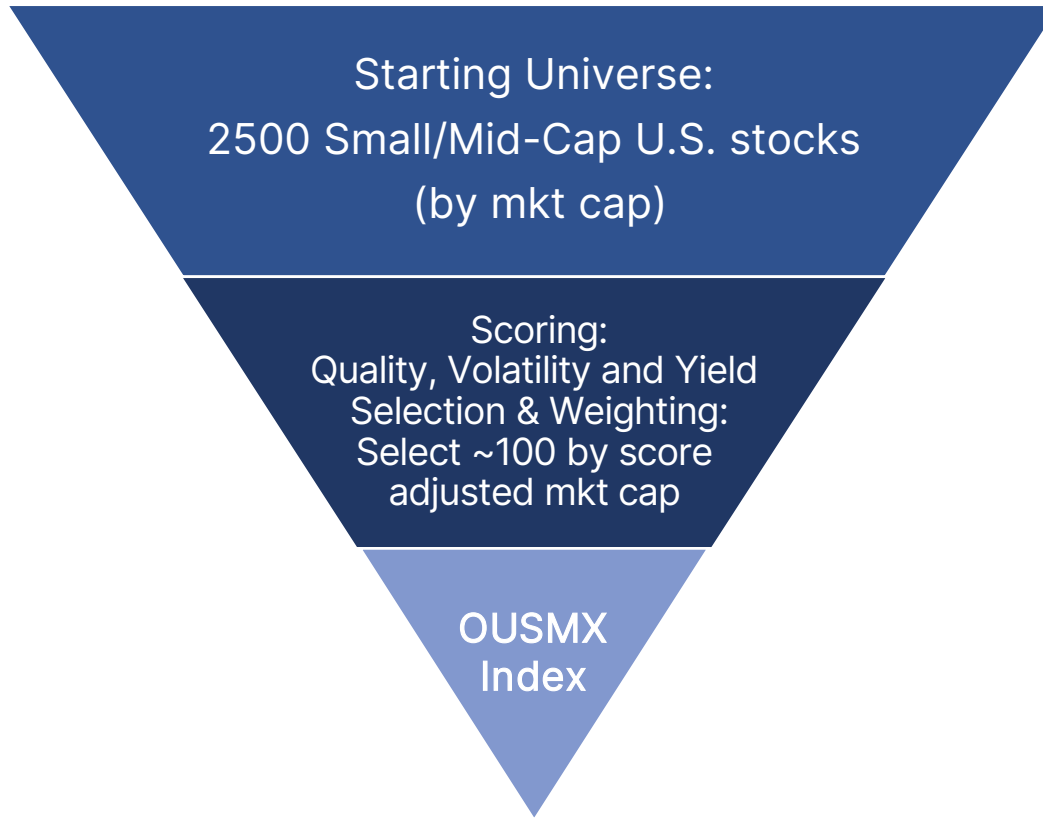 Starting Universe:
2500 Small/Mid-Cap U.S. stocks
(by mkt cap)
Scoring:
Quality, Volatility and Yield
Selection & Weighting:
Select ~100 by score
adjusted mkt cap
OUSMX
Index